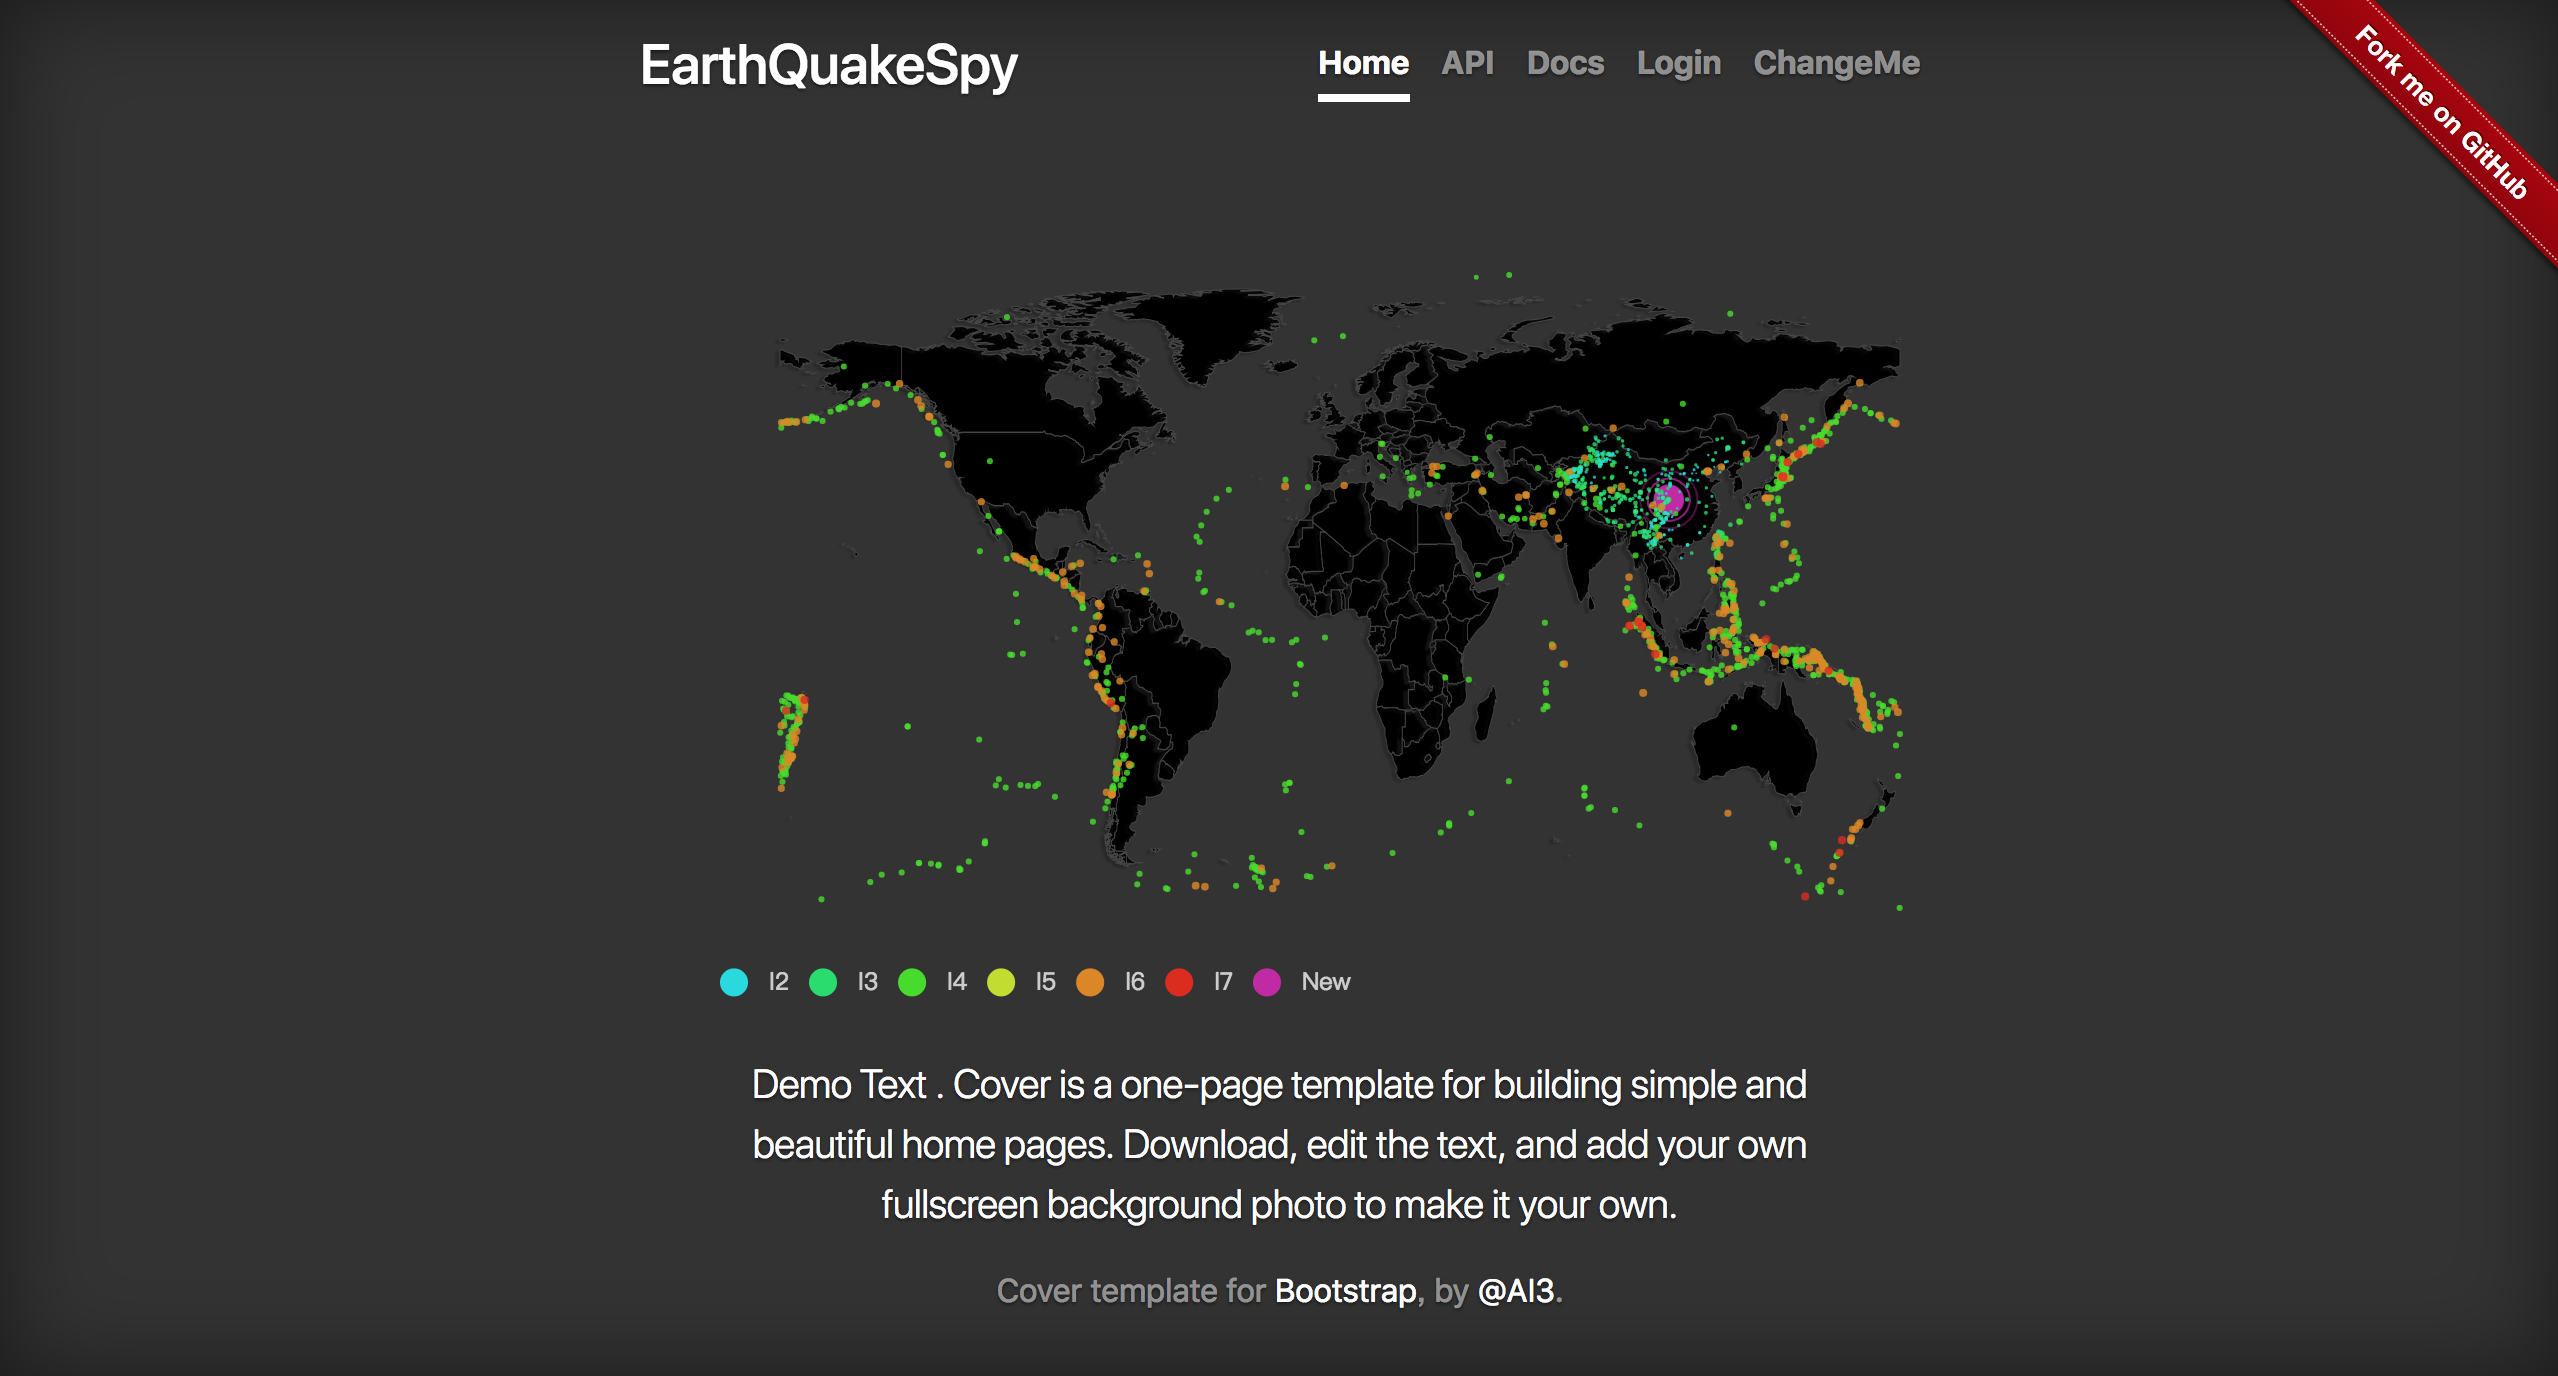 EarthQuakeSpy
Home API Docs Login ChangeMe
Fork me on GitHub
l2 l3 l4 l5 l6 l7 New
Demo Text . Cover is a one-page template for building simple and
beautiful home pages. Download, edit the text, and add your own
fullscreen background photo to make it your own.
Cover template for Bootstrap, by @AI3.